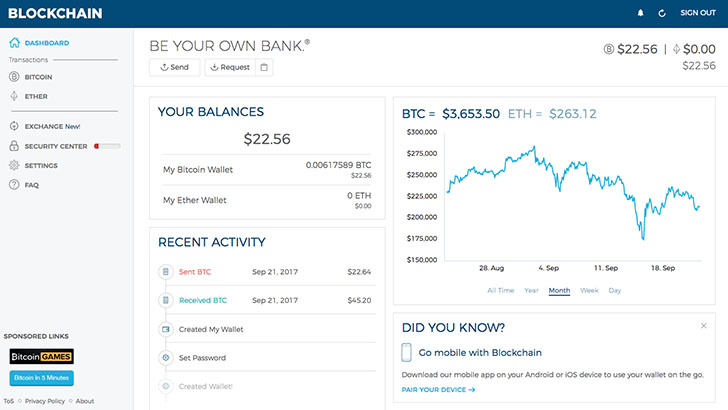 BLOCKCHAIN
SIGN OUT
DASHBOARD
Transactions
BITCOIN
ETHER
EXCHANGE New!
SECURITY CENTER
SETTINGS
FAQ
SPONSORED LINKS
Bitcoin GAMES
Bitcoin In 5 Minutes
ToS Privacy Policy About
BE YOUR OWN BANK.®
Send
Request
$22.56 | $0.00
$22.56
YOUR BALANCES
$22.56
My Bitcoin Wallet 0.00617589 BTC
$22.56
My Ether Wallet 0 ETH
$0.00
RECENT ACTIVITY
Sent BTC Sep 21, 2017 $22.64
Received BTC Sep 21, 2017 $45.20
Created My Wallet
Set Password
Created Wallet!
BTC = $3,653.50 ETH = $263.12
$300,000
$275,000
$250,000
$225,000
$200,000
$175,000
$150,000
28. Aug 4. Sep 11. Sep 18. Sep
All Time Year Month Week Day
DID YOU KNOW?
Go mobile with Blockchain
Download our mobile app on your Android or iOS device to use your wallet on the go.
PAIR YOUR DEVICE